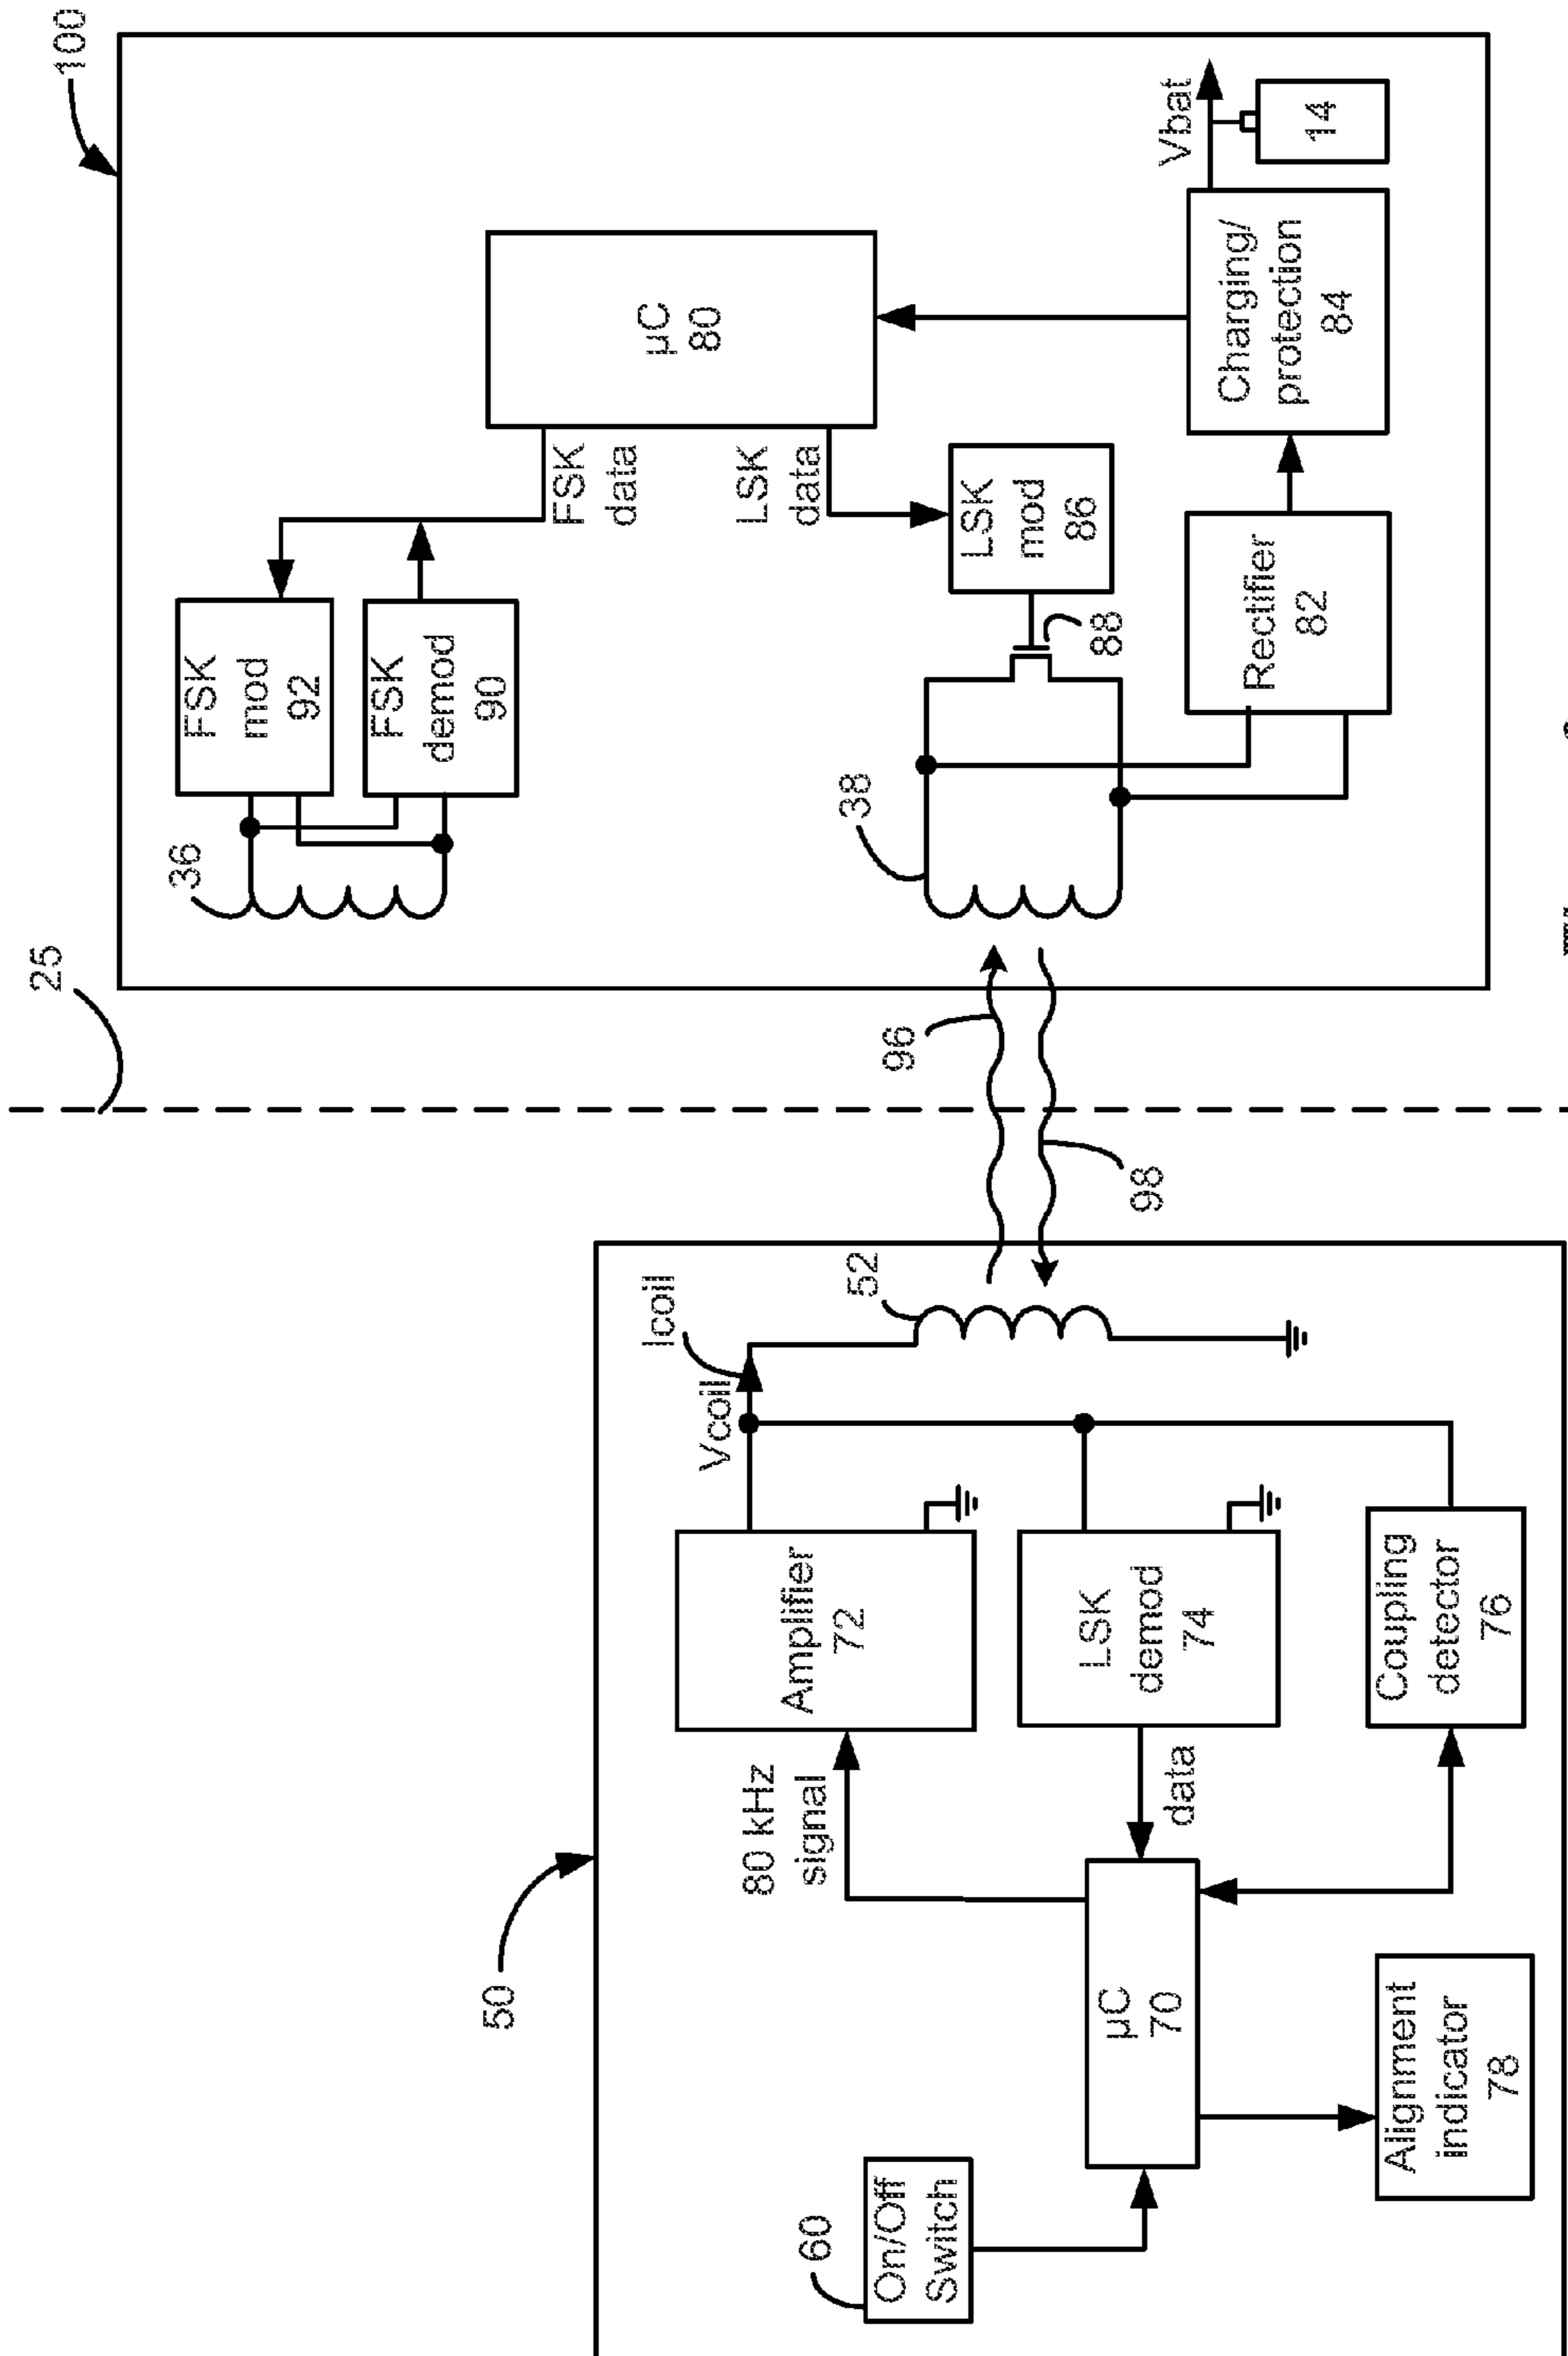 50
60
On/Off
Switch
µC
70
Alignment
indicator
78
80 kHz
signal
data
Amplifier
72
LSK
demod
74
Coupling
detector
76
Vcoil
Icoil
52
25
96
98
100
36
FSK
mod
92
FSK
demod
90
FSK
data
LSK
data
µC
80
38
88
LSK
mod
86
Rectifier
82
Charging/
protection
84
Vbat
14